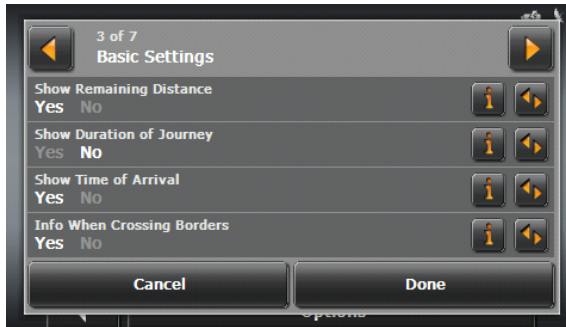 3 of 7
Basic Settings
Show Remaining Distance
Yes No
Show Duration of Journey
Yes No
Show Time of Arrival
Yes No
Info When Crossing Borders
Yes No
Cancel Done
Options